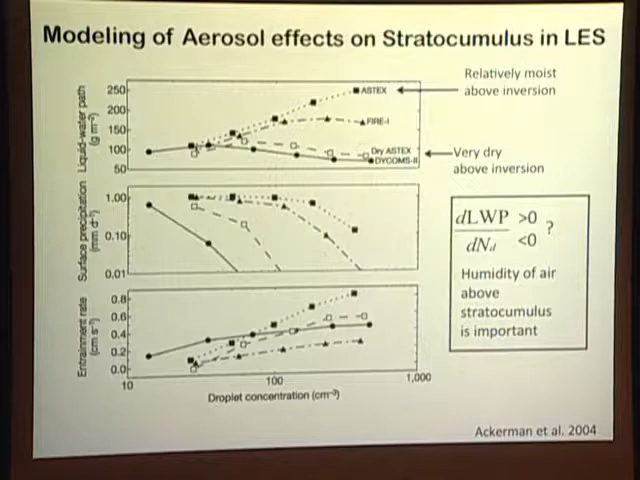 Modeling of Aerosol effects on Stratocumulus in LES
Relatively moist
above inversion
Liquid-water path
(g m⁻²)
250
200
150
100
50
ASTEX
FIRE-I
Dry ASTEX
DYCOMS-II
Very dry
above inversion
Surface precipitation
(mm d⁻¹)
1.00
0.10
0.01
dLWP >0
dN_d <0
?
Humidity of air
above
stratocumulus
is important
Entrainment rate
(cm s⁻¹)
0.8
0.6
0.4
0.2
0.0
10
100
1,000
Droplet concentration (cm⁻³)
Ackerman et al. 2004